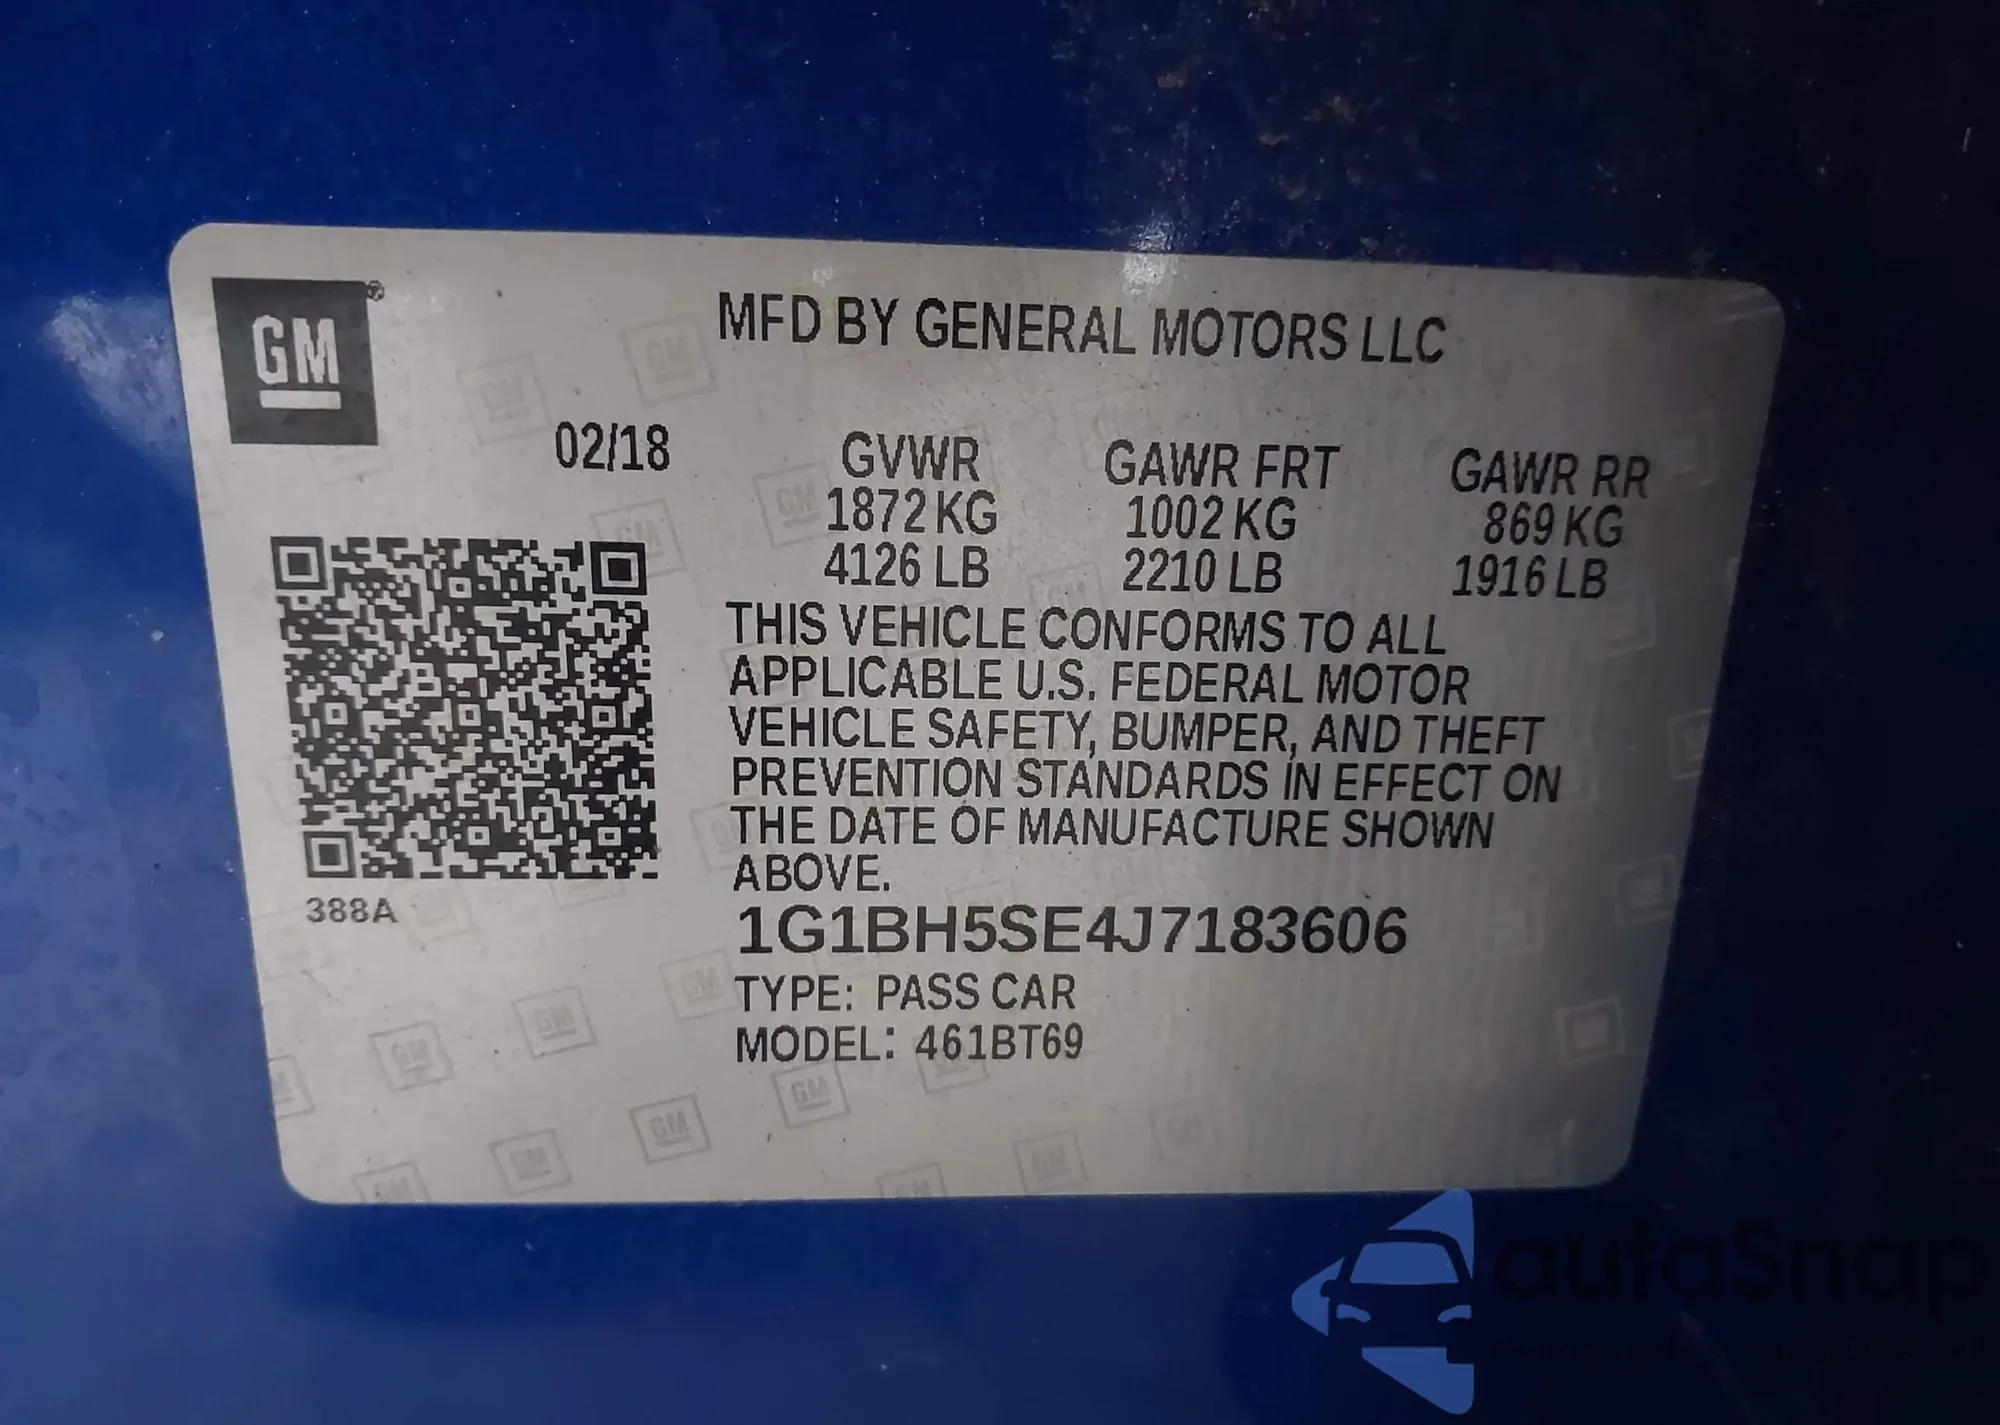 GM
MFD BY GENERAL MOTORS LLC
02/18
GVWR GAWR FRT GAWR RR
1872 KG 1002 KG 869 KG
4126 LB 2210 LB 1916 LB
THIS VEHICLE CONFORMS TO ALL
APPLICABLE U.S. FEDERAL MOTOR
VEHICLE SAFETY, BUMPER, AND THEFT
PREVENTION STANDARDS IN EFFECT ON
THE DATE OF MANUFACTURE SHOWN
ABOVE.
388A
1G1BH5SE4J7183606
TYPE: PASS CAR
MODEL: 461BT69
autaSnap